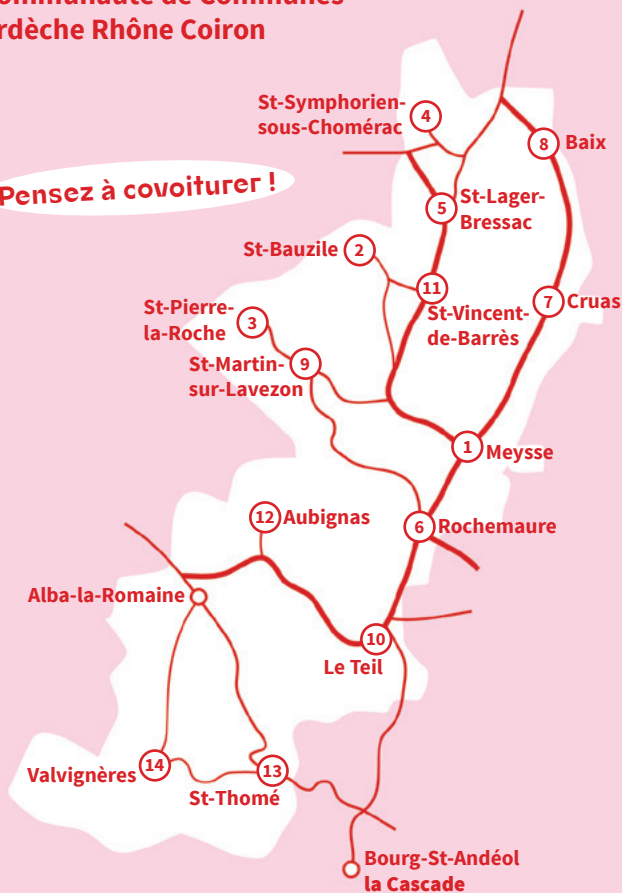 rdèche Rhône Coiron
St-Symphorien-
sous-Chomérac
4
8
Baix
Pensez à covoiturer !
5
St-Lager-
Bressac
St-Bauzile
2
11
St-Vincent-
de-Barrès
7
Cruas
St-Pierre-
la-Roche
3
St-Martin-
sur-Lavezon
9
1
Meysse
12
Aubignas
6
Rochemaure
Alba-la-Romaine
10
Le Teil
Valvignères
14
13
St-Thomé
Bourg-St-Andéol
la Cascade